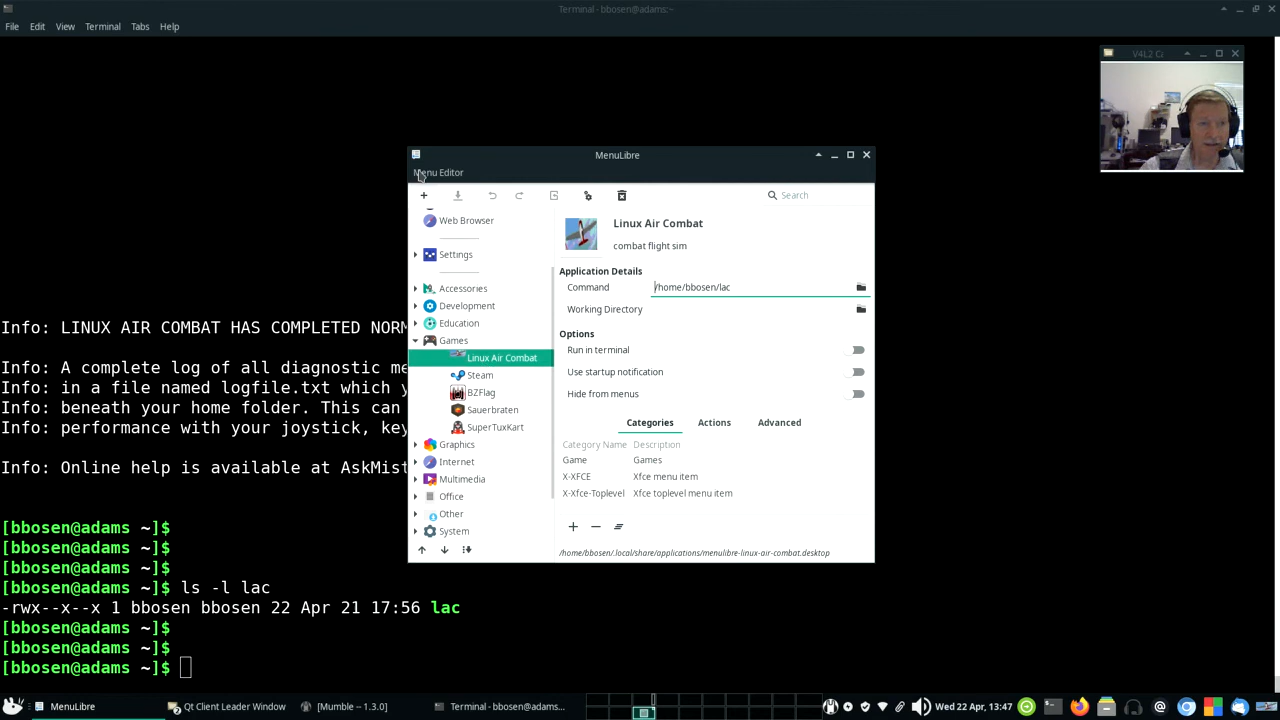 Terminal - bbosen@adams:~
File Edit View Terminal Tabs Help
V4L2
MenuLibre
Menu Editor
Search
Web Browser
Settings
Accessories
Development
Education
Games
Linux Air Combat
Steam
BZFlag
Sauerbraten
SuperTuxKart
Graphics
Internet
Multimedia
Office
Other
System
Linux Air Combat
combat flight sim
Application Details
Command /home/bbosen/lac
Working Directory
Options
Run in terminal
Use startup notification
Hide from menus
Categories Actions Advanced
Category Name Description
Game Games
X-XFCE Xfce menu item
X-Xfce-Toplevel Xfce toplevel menu item
/home/bbosen/.local/share/applications/menulibre-linux-air-combat.desktop
Info: LINUX AIR COMBAT HAS COMPLETED NORM
Info: A complete log of all diagnostic me
Info: in a file named logfile.txt which y
Info: beneath your home folder. This can
Info: performance with your joystick, key
Info: Online help is available at AskMist
[bbosen@adams ~]$
[bbosen@adams ~]$
[bbosen@adams ~]$
[bbosen@adams ~]$ ls -l lac
-rwx--x--x 1 bbosen bbosen 22 Apr 21 17:56 lac
[bbosen@adams ~]$
[bbosen@adams ~]$
[bbosen@adams ~]$
MenuLibre
Qt Client Leader Window
[Mumble -- 1.3.0]
Terminal - bbosen@adams:...
Wed 22 Apr, 13:47